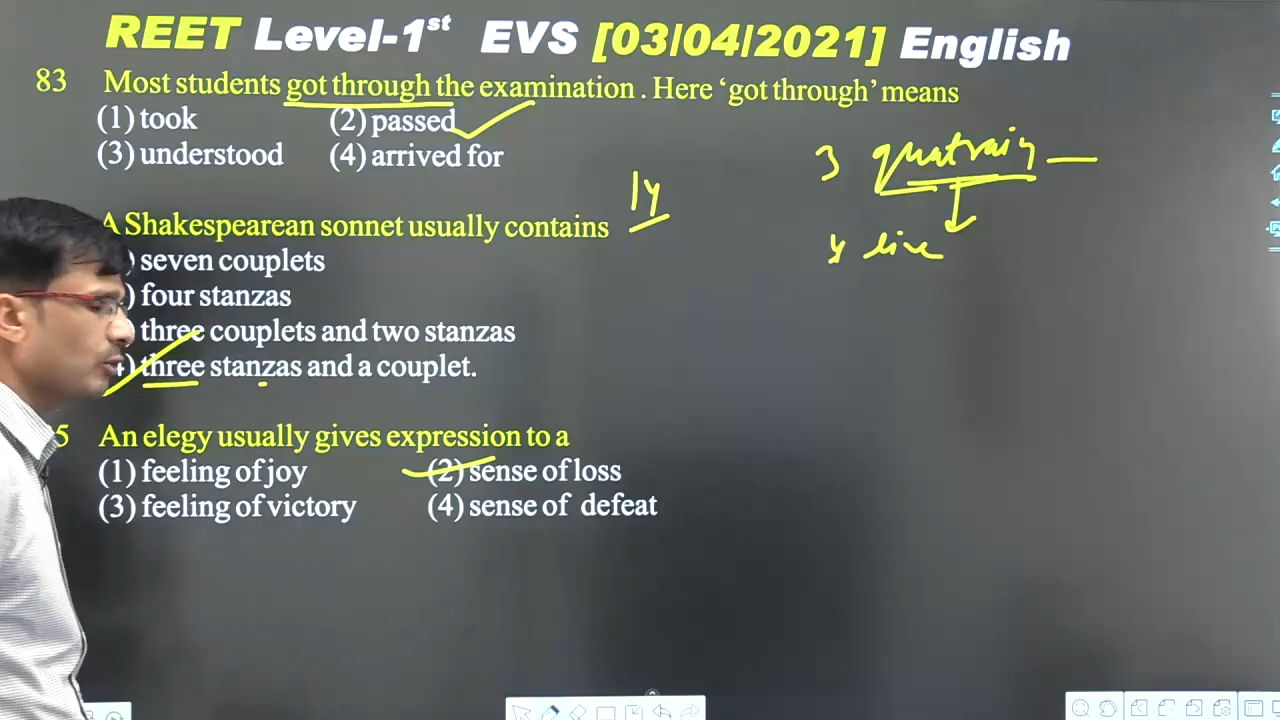 REET Level-1st EVS [03/04/2021] English
83 Most students got through the examination . Here ‘got through’ means
(1) took (2) passed
(3) understood (4) arrived for
3 quatrain
14
A Shakespearean sonnet usually contains
) seven couplets
4 line
) four stanzas
) three couplets and two stanzas
4) three stanzas and a couplet.
5 An elegy usually gives expression to a
(1) feeling of joy (2) sense of loss
(3) feeling of victory (4) sense of defeat